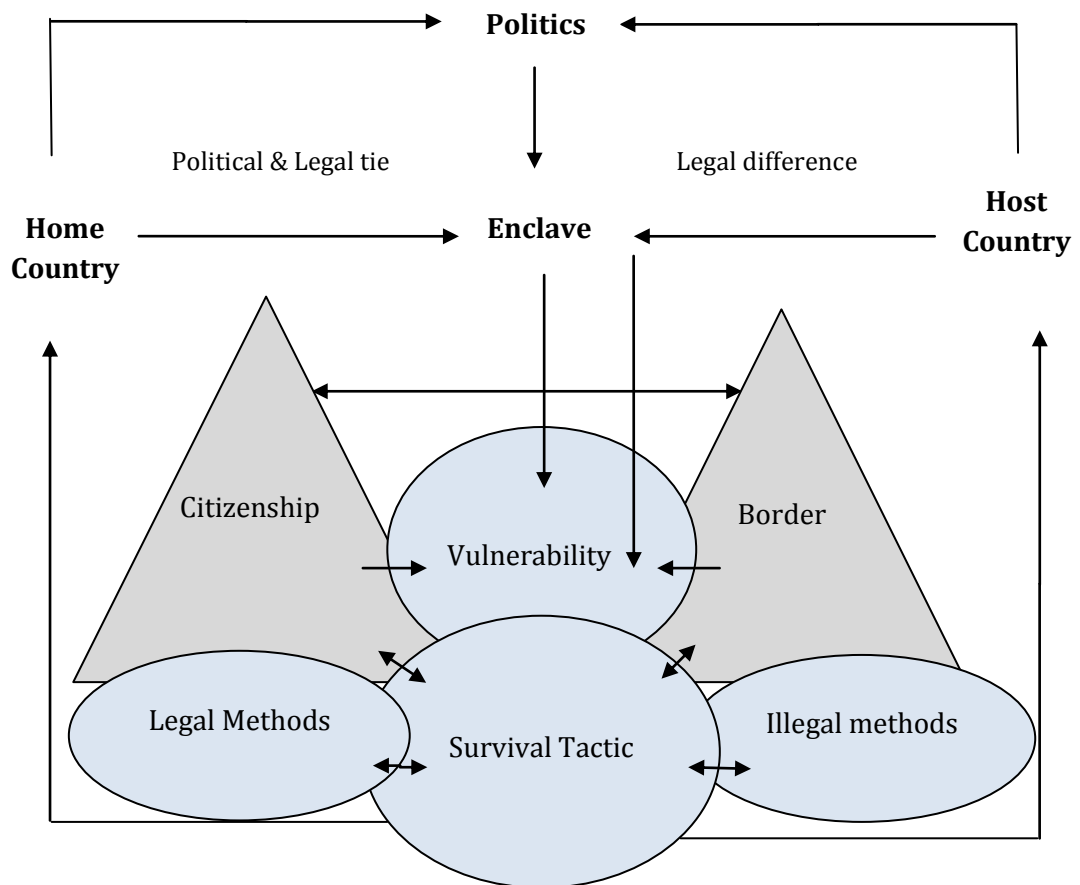 Politics
Political & Legal tie
Legal difference
Home
Country
Enclave
Host
Country
Citizenship
Border
Vulnerability
Legal Methods
Illegal methods
Survival Tactic